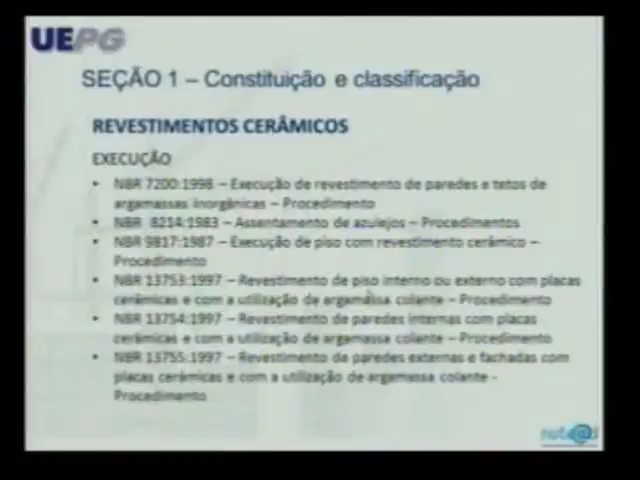 UEPG
SEÇÃO 1 – Constituição e classificação
REVESTIMENTOS CERÂMICOS
EXECUÇÃO
• NBR 7200:1998 – Execução de revestimento de paredes e tetos de
argamassas inorgânicas – Procedimento
• NBR 8214:1983 – Assentamento de azulejos – Procedimentos
• NBR 9817:1987 – Execução de piso com revestimento cerâmico –
Procedimento
• NBR 13753:1997 – Revestimento de piso interno ou externo com placas
cerâmicas e com a utilização de argamassa colante – Procedimento
• NBR 13754:1997 – Revestimento de paredes internas com placas
cerâmicas e com a utilização de argamassa colante – Procedimento
• NBR 13755:1997 – Revestimento de paredes externas e fachadas com
placas cerâmicas e com a utilização de argamassa colante -
Procedimento